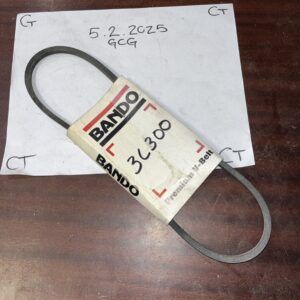 G
CT
5.2.2025
GCG
BANDO
3L300
BANDO
Premium V-Belt
CT
CT